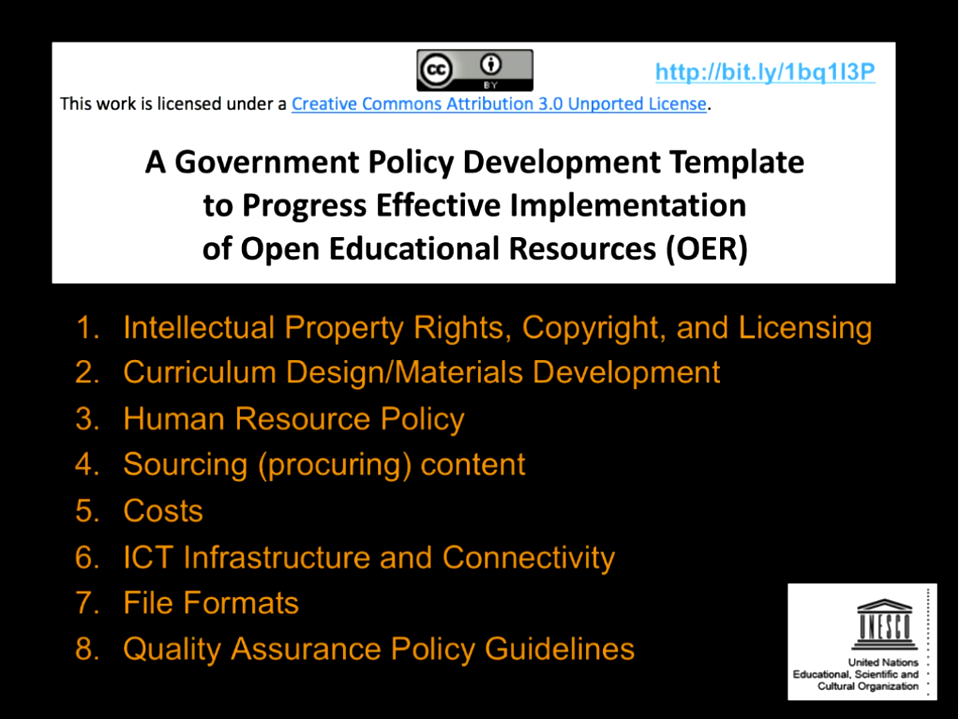 cc BY
http://bit.ly/1bq1I3P
This work is licensed under a Creative Commons Attribution 3.0 Unported License.
A Government Policy Development Template
to Progress Effective Implementation
of Open Educational Resources (OER)
1. Intellectual Property Rights, Copyright, and Licensing
2. Curriculum Design/Materials Development
3. Human Resource Policy
4. Sourcing (procuring) content
5. Costs
6. ICT Infrastructure and Connectivity
7. File Formats
8. Quality Assurance Policy Guidelines
UNESCO
United Nations
Educational, Scientific and
Cultural Organization